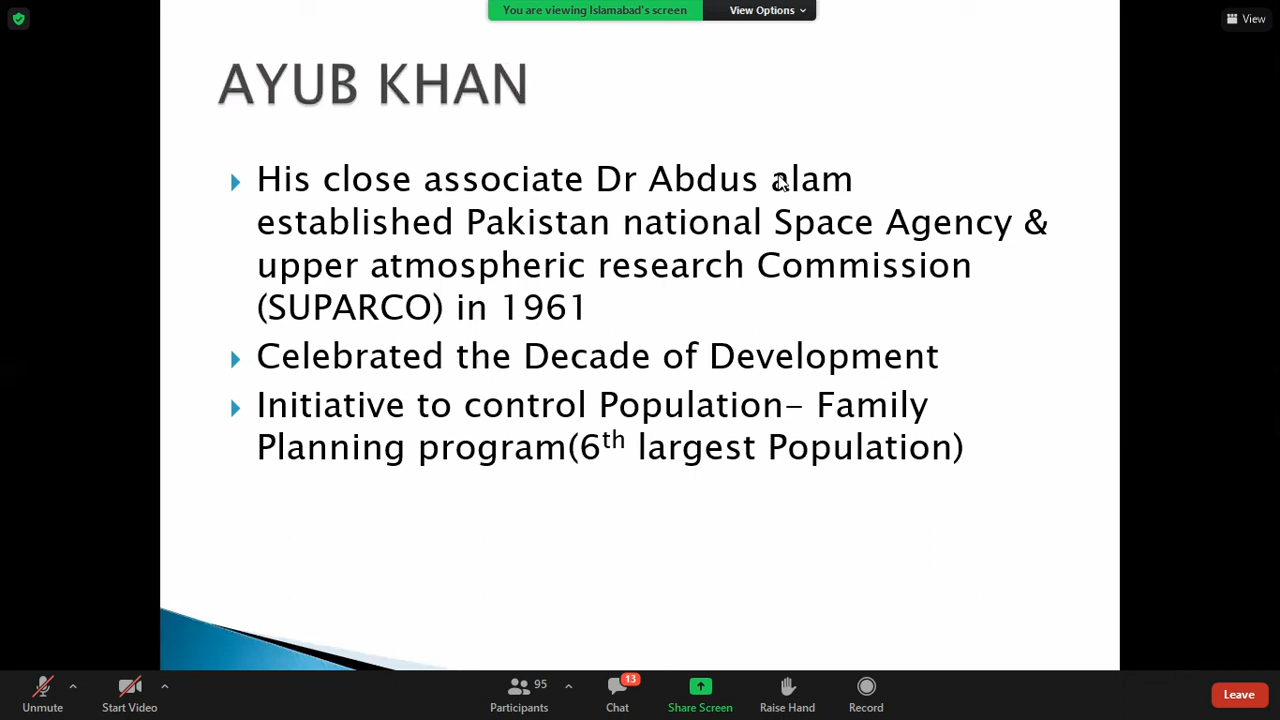 You are viewing Islamabad's screen View Options
View
AYUB KHAN
His close associate Dr Abdus alam
established Pakistan national Space Agency &
upper atmospheric research Commission
(SUPARCO) in 1961
Celebrated the Decade of Development
Initiative to control Population- Family
Planning program(6th largest Population)
95
13
Unmute Start Video Participants Chat Share Screen Raise Hand Record Leave